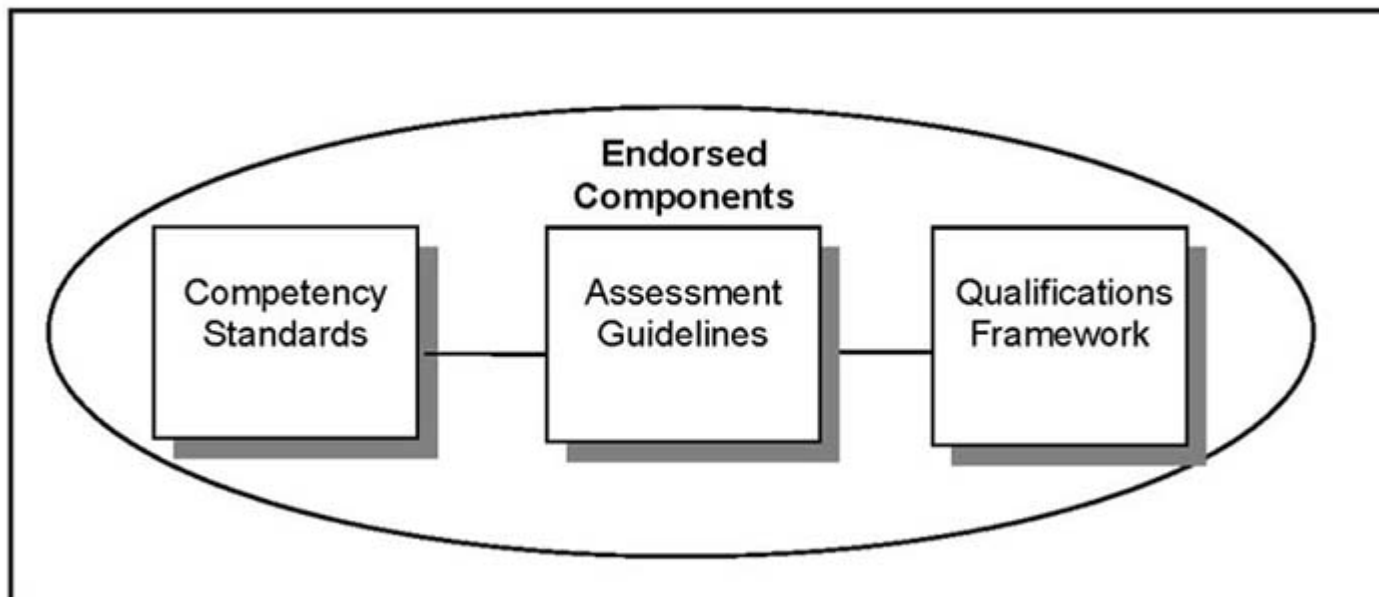 Endorsed
Components
Competency
Standards
Assessment
Guidelines
Qualifications
Framework